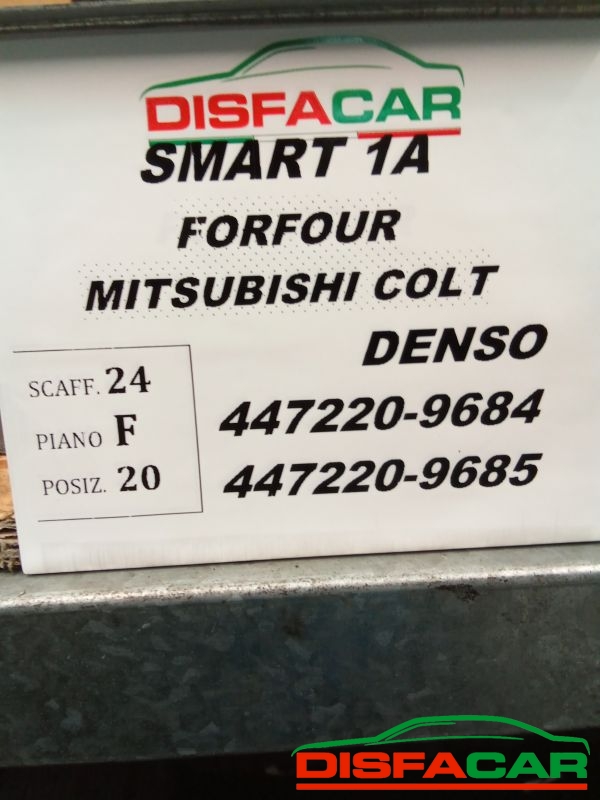 DISFACAR
SMART 1A
FORFOUR
MITSUBISHI COLT
DENSO
SCAFF. 24
PIANO F
POSIZ. 20
447220-9684
447220-9685
DISFACAR